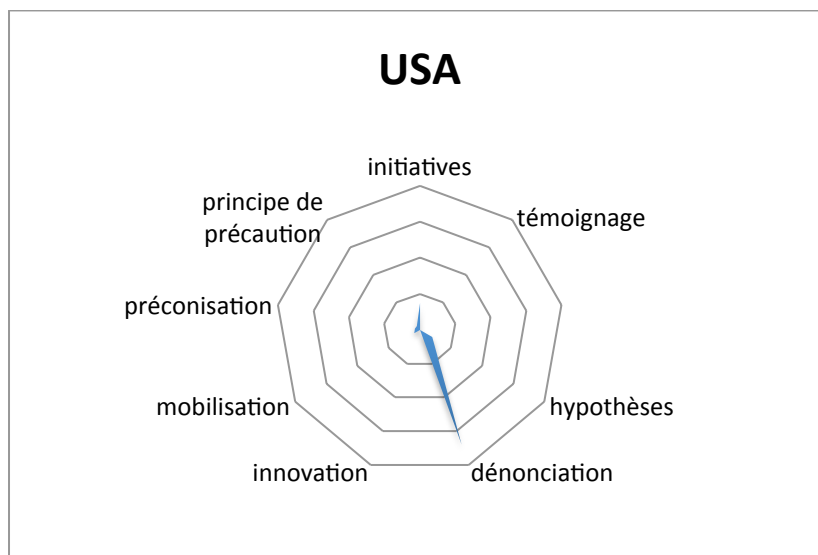 USA
initiatives
témoignage
hypothèses
dénonciation
innovation
mobilisation
préconisation
principe de
précaution